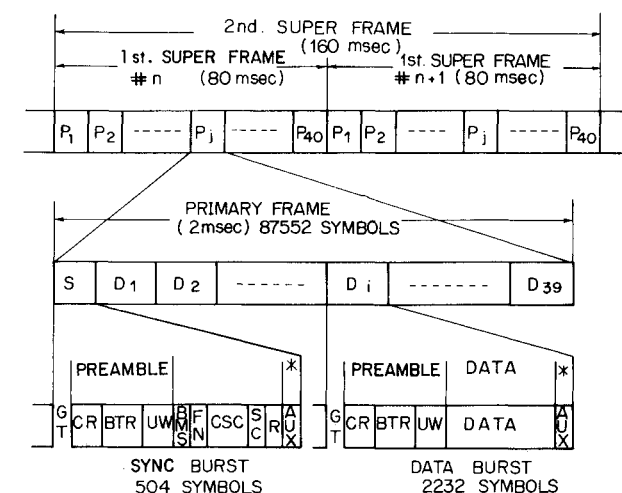 2nd. SUPER FRAME
(160 msec)
1st. SUPER FRAME 1st. SUPER FRAME
# n (80 msec) # n+1 (80 msec)
P1 P2 ----- Pj ----- P40 P1 P2 ---- Pj ---- P40
PRIMARY FRAME
(2msec) 87552 SYMBOLS
S D1 D2 ------ Di ------- D39
PREAMBLE * PREAMBLE DATA *
GT CR BTR UW BMS FN CSC SC R AUX GT CR BTR UW DATA AUX
SYNC BURST DATA BURST
504 SYMBOLS 2232 SYMBOLS